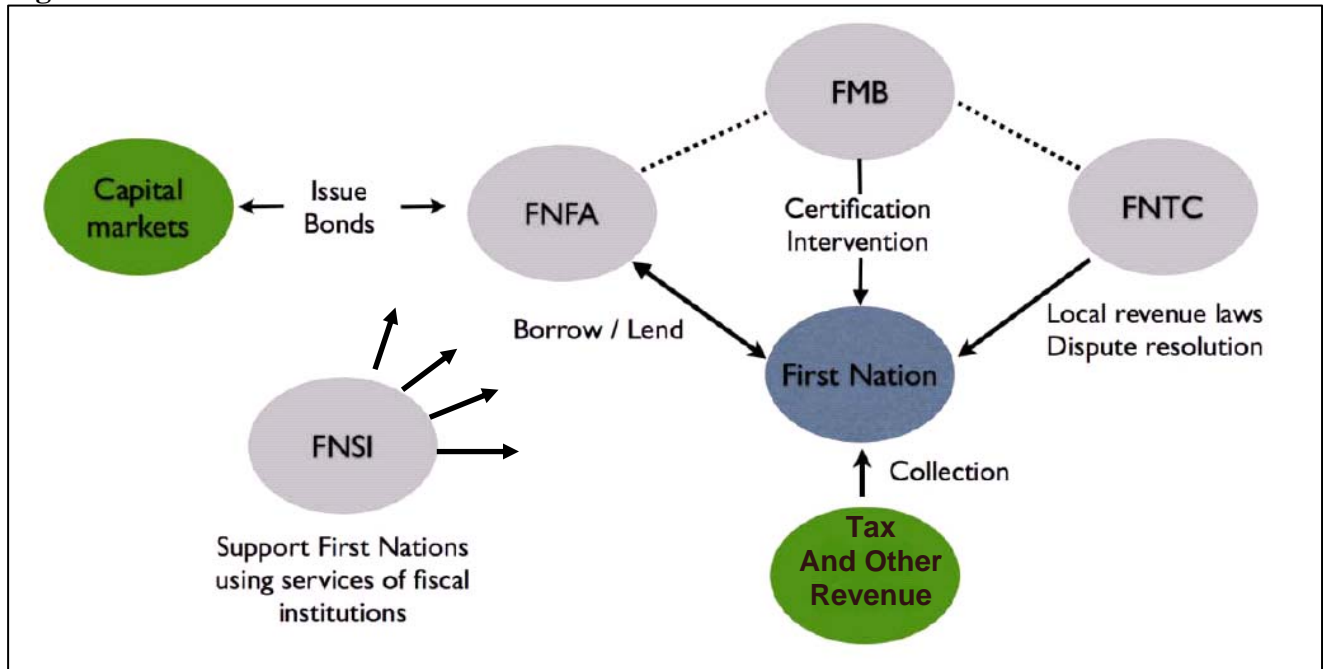 FMB
Capital
markets
Issue
Bonds
FNFA
Certification
Intervention
FNTC
Borrow / Lend
First Nation
Local revenue laws
Dispute resolution
FNSI
Collection
Support First Nations
using services of fiscal
institutions
Tax
And Other
Revenue